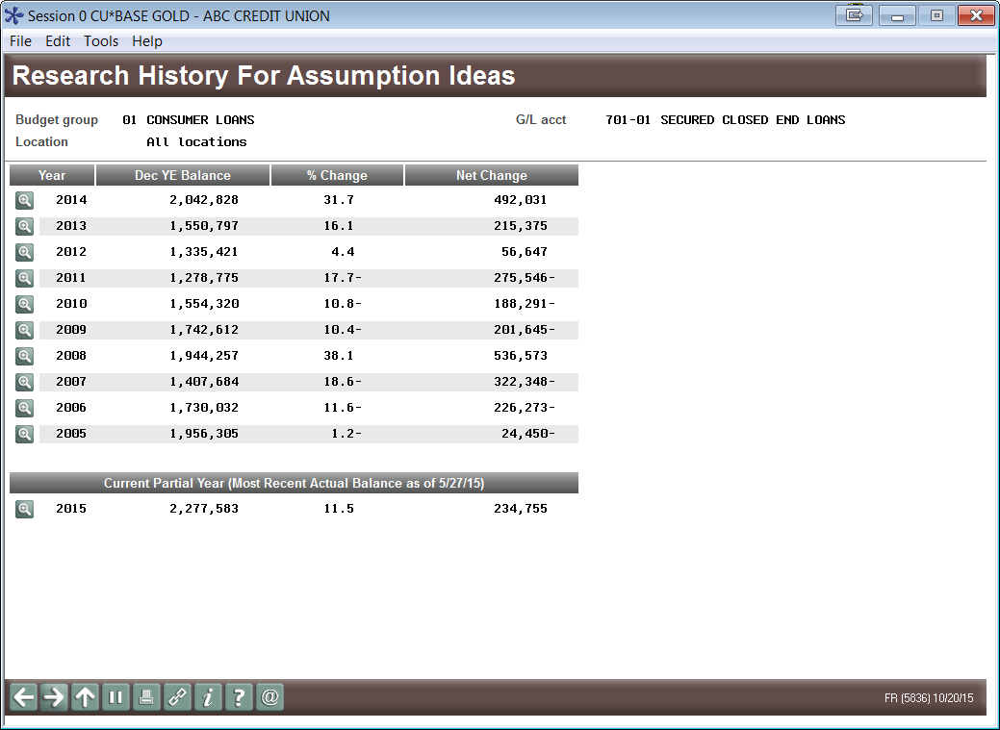 Session 0 CU*BASE GOLD - ABC CREDIT UNION
File Edit Tools Help
Research History For Assumption Ideas
Budget group 01 CONSUMER LOANS G/L acct 701-01 SECURED CLOSED END LOANS
Location All locations
Year Dec YE Balance % Change Net Change
2014 2,042,828 31.7 492,031
2013 1,550,797 16.1 215,375
2012 1,335,421 4.4 56,647
2011 1,278,775 17.7- 275,546-
2010 1,554,320 10.8- 188,291-
2009 1,742,612 10.4- 201,645-
2008 1,944,257 38.1 536,573
2007 1,407,684 18.6- 322,348-
2006 1,730,032 11.6- 226,273-
2005 1,956,305 1.2- 24,450-
Current Partial Year (Most Recent Actual Balance as of 5/27/15)
2015 2,277,583 11.5 234,755
FR (5836) 10/20/15